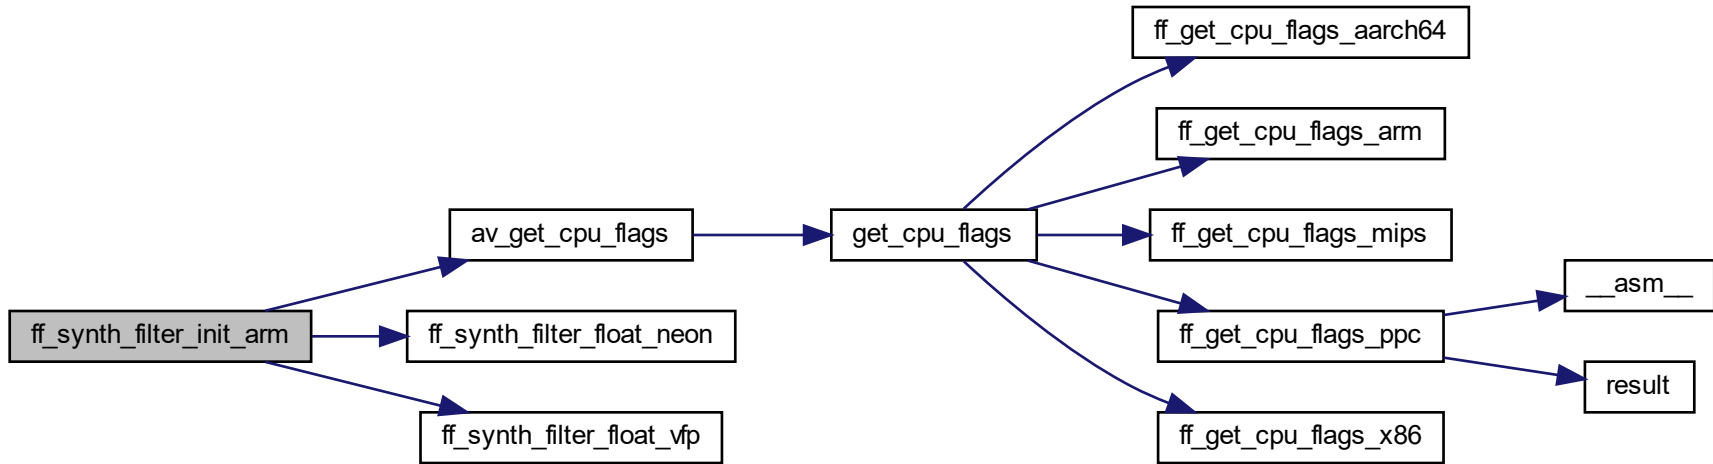 ff_synth_filter_init_arm
av_get_cpu_flags
ff_synth_filter_float_neon
ff_synth_filter_float_vfp
get_cpu_flags
ff_get_cpu_flags_aarch64
ff_get_cpu_flags_arm
ff_get_cpu_flags_mips
ff_get_cpu_flags_ppc
ff_get_cpu_flags_x86
__asm__
result